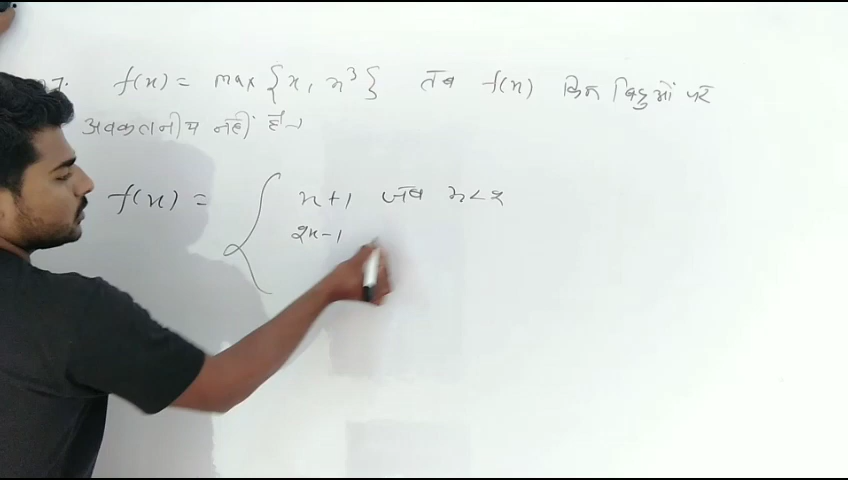 7. f(x) = max {x, x³} तब f(x) किन बिंदुओं पर
अवकलनीय नहीं है।
f(x) = { x+1 जब x<2
2x-1